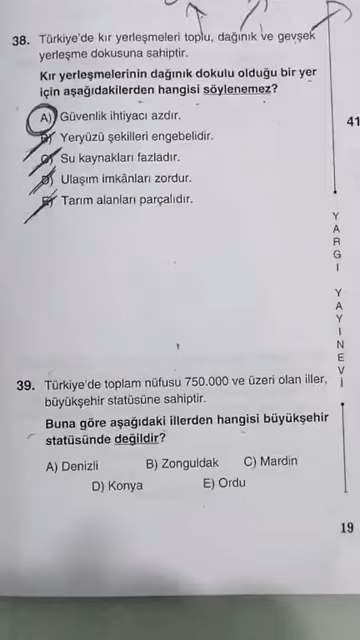 38. Türkiye'de kır yerleşmeleri toplu, dağınık ve gevşek
yerleşme dokusuna sahiptir.
Kır yerleşmelerinin dağınık dokulu olduğu bir yer
için aşağıdakilerden hangisi söylenemez?
A) Güvenlik ihtiyacı azdır.
B) Yeryüzü şekilleri engebelidir.
C) Su kaynakları fazladır.
D) Ulaşım imkânları zordur.
E) Tarım alanları parçalıdır.
41
YARGI YAYINEVİ
39. Türkiye'de toplam nüfusu 750.000 ve üzeri olan iller,
büyükşehir statüsüne sahiptir.
Buna göre aşağıdaki illerden hangisi büyükşehir
statüsünde değildir?
A) Denizli B) Zonguldak C) Mardin
D) Konya E) Ordu
19